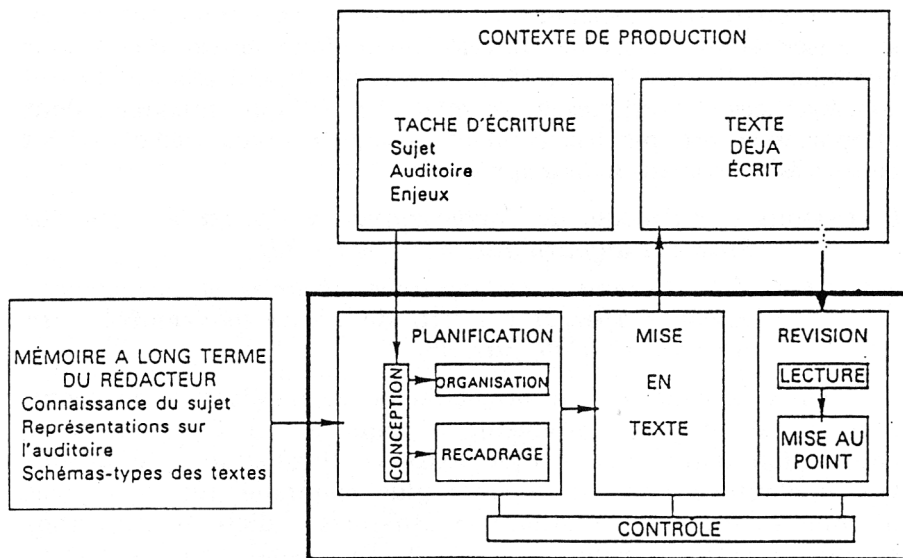 CONTEXTE DE PRODUCTION
TACHE D'ÉCRITURE
Sujet
Auditoire
Enjeux
TEXTE
DÉJA
ÉCRIT
MÉMOIRE A LONG TERME
DU RÉDACTEUR
Connaissance du sujet
Représentations sur
l'auditoire
Schémas-types des textes
PLANIFICATION
CONCEPTION
ORGANISATION
RECADRAGE
MISE
EN
TEXTE
REVISION
LECTURE
MISE AU
POINT
CONTRÔLE